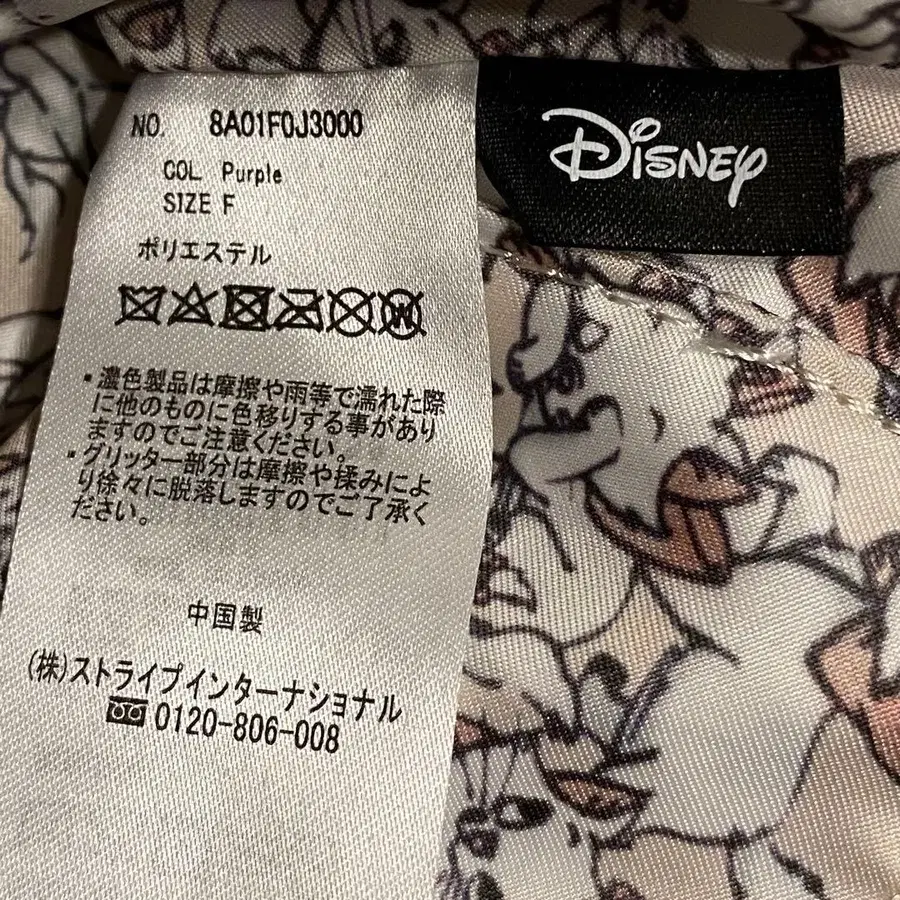 NO. 8A01F0J3000
COL. Purple
SIZE F
ポリエステル
W
・濃色製品は摩擦や雨等で濡れた際
に他のものに色移りする事があり
ますのでご注意ください。
・グリッター部分は摩擦や揉みによ
り徐々に脱落しますのでご了承く
ださい。
中国製
(株)ストライプインターナショナル
0120-806-008
Disney